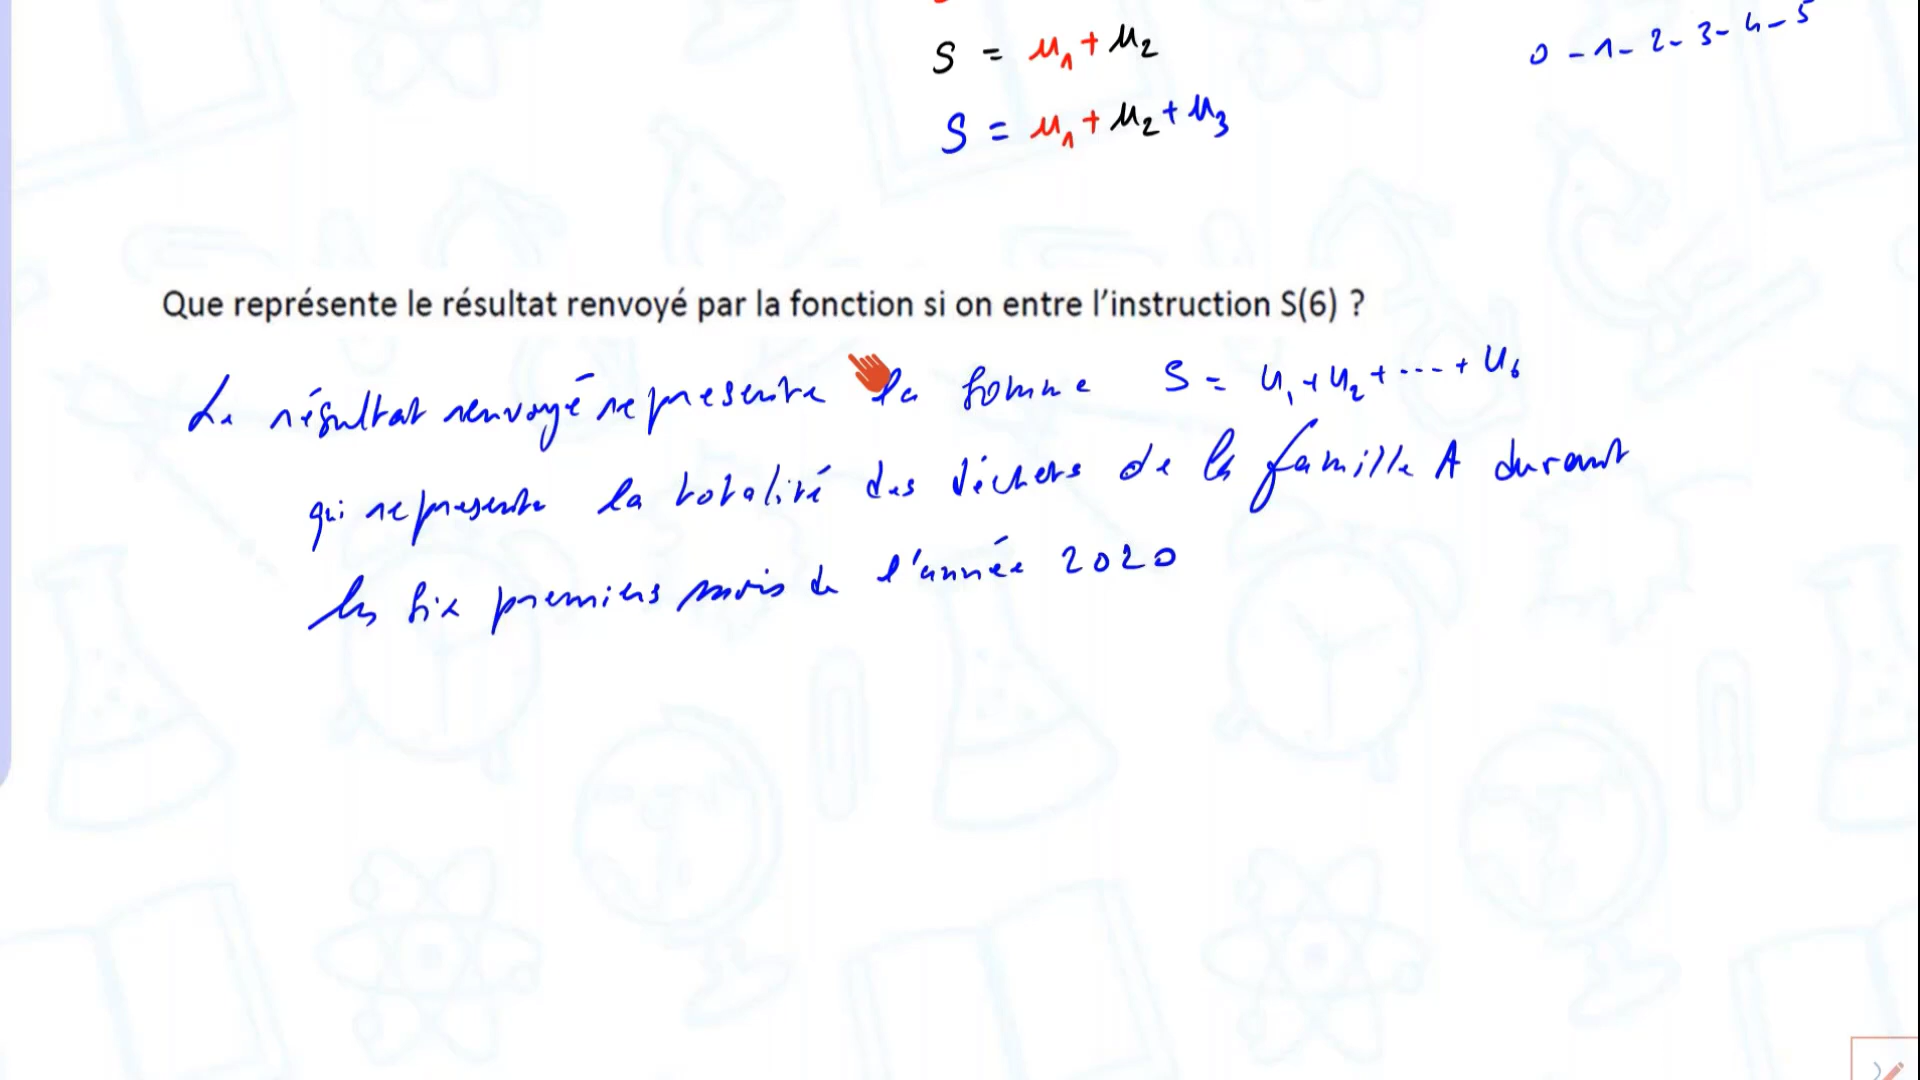 S = u₁ + u₂
0 - 1 - 2 - 3 - 4 - 5
S = u₁ + u₂ + u₃
Que représente le résultat renvoyé par la fonction si on entre l'instruction S(6) ?
Le résultat renvoyé represente la somme S = u₁ + u₂ + ... + u₆
qui represente la totalité des déchets de la famille A durant
les six premiers mois de l'année 2020